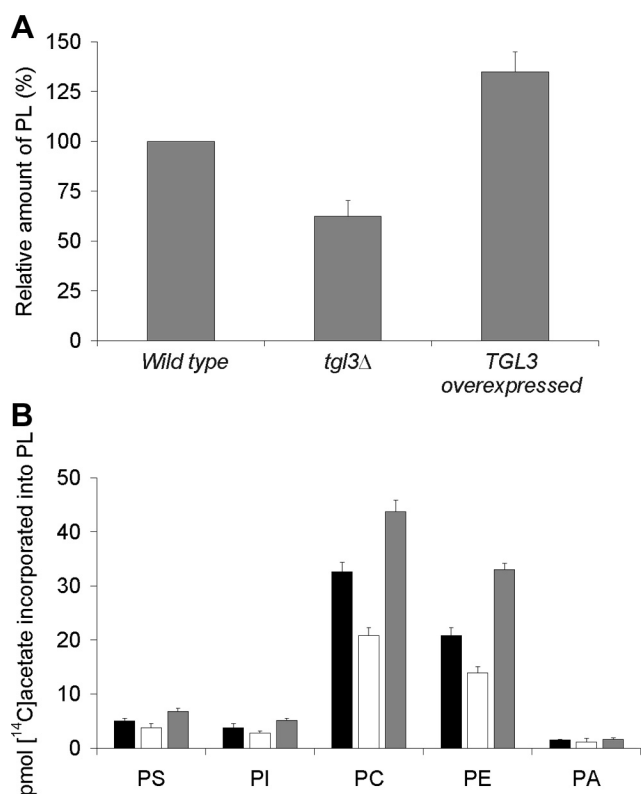 A
Relative amount of PL (%)
150
125
100
75
50
25
0
Wild type
tgl3Δ
TGL3
overexpressed
B
pmol [¹⁴C]acetate incorporated into PL
50
40
30
20
10
0
PS
PI
PC
PE
PA